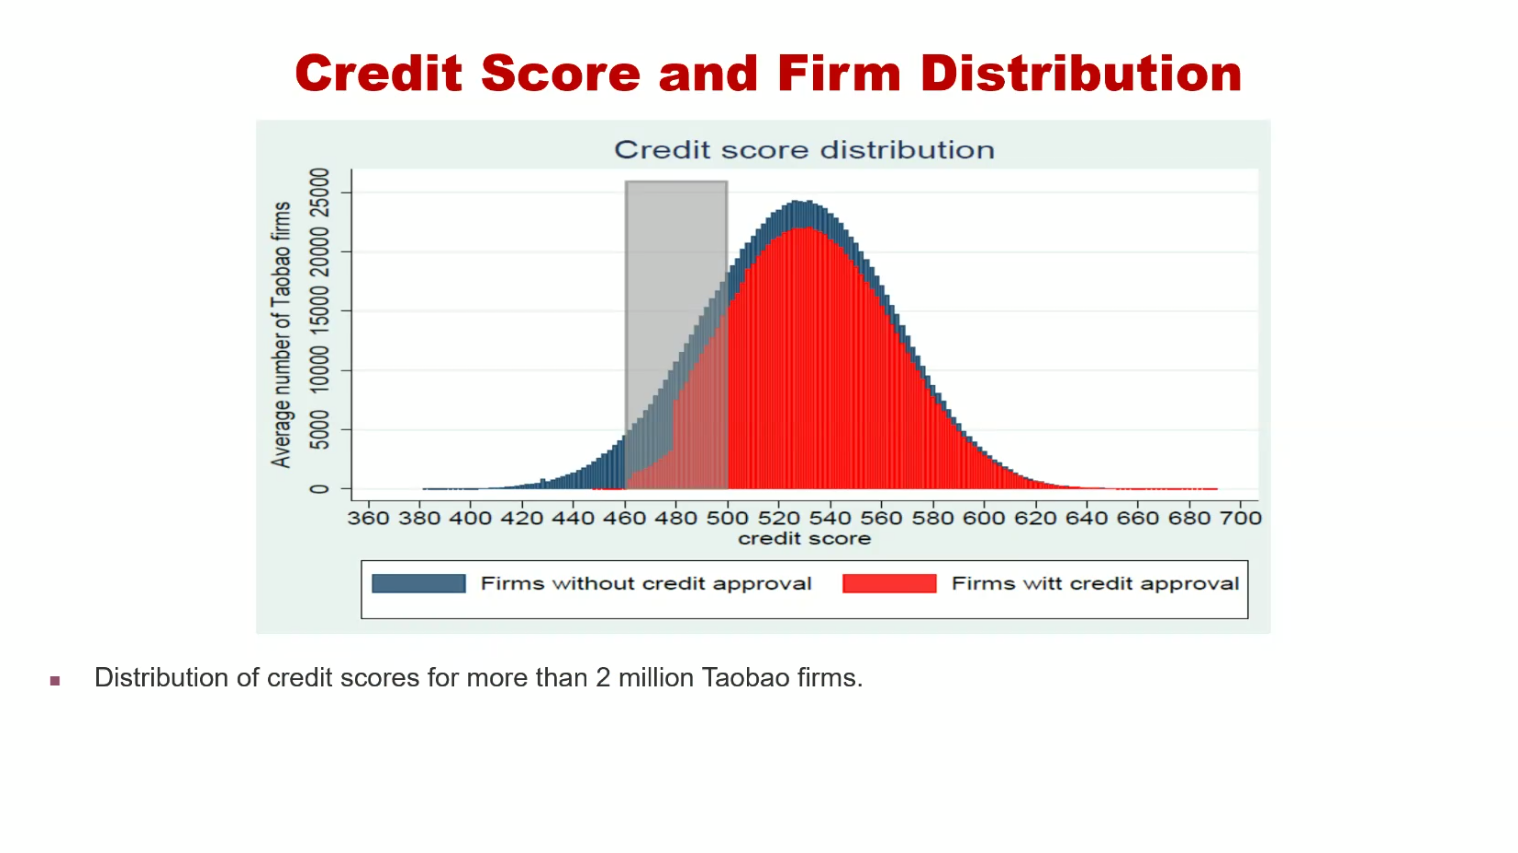 Credit Score and Firm Distribution
Credit score distribution
Average number of Taobao firms
25000
20000
15000
10000
5000
0
360 380 400 420 440 460 480 500 520 540 560 580 600 620 640 660 680 700
credit score
Firms without credit approval
Firms witt credit approval
Distribution of credit scores for more than 2 million Taobao firms.